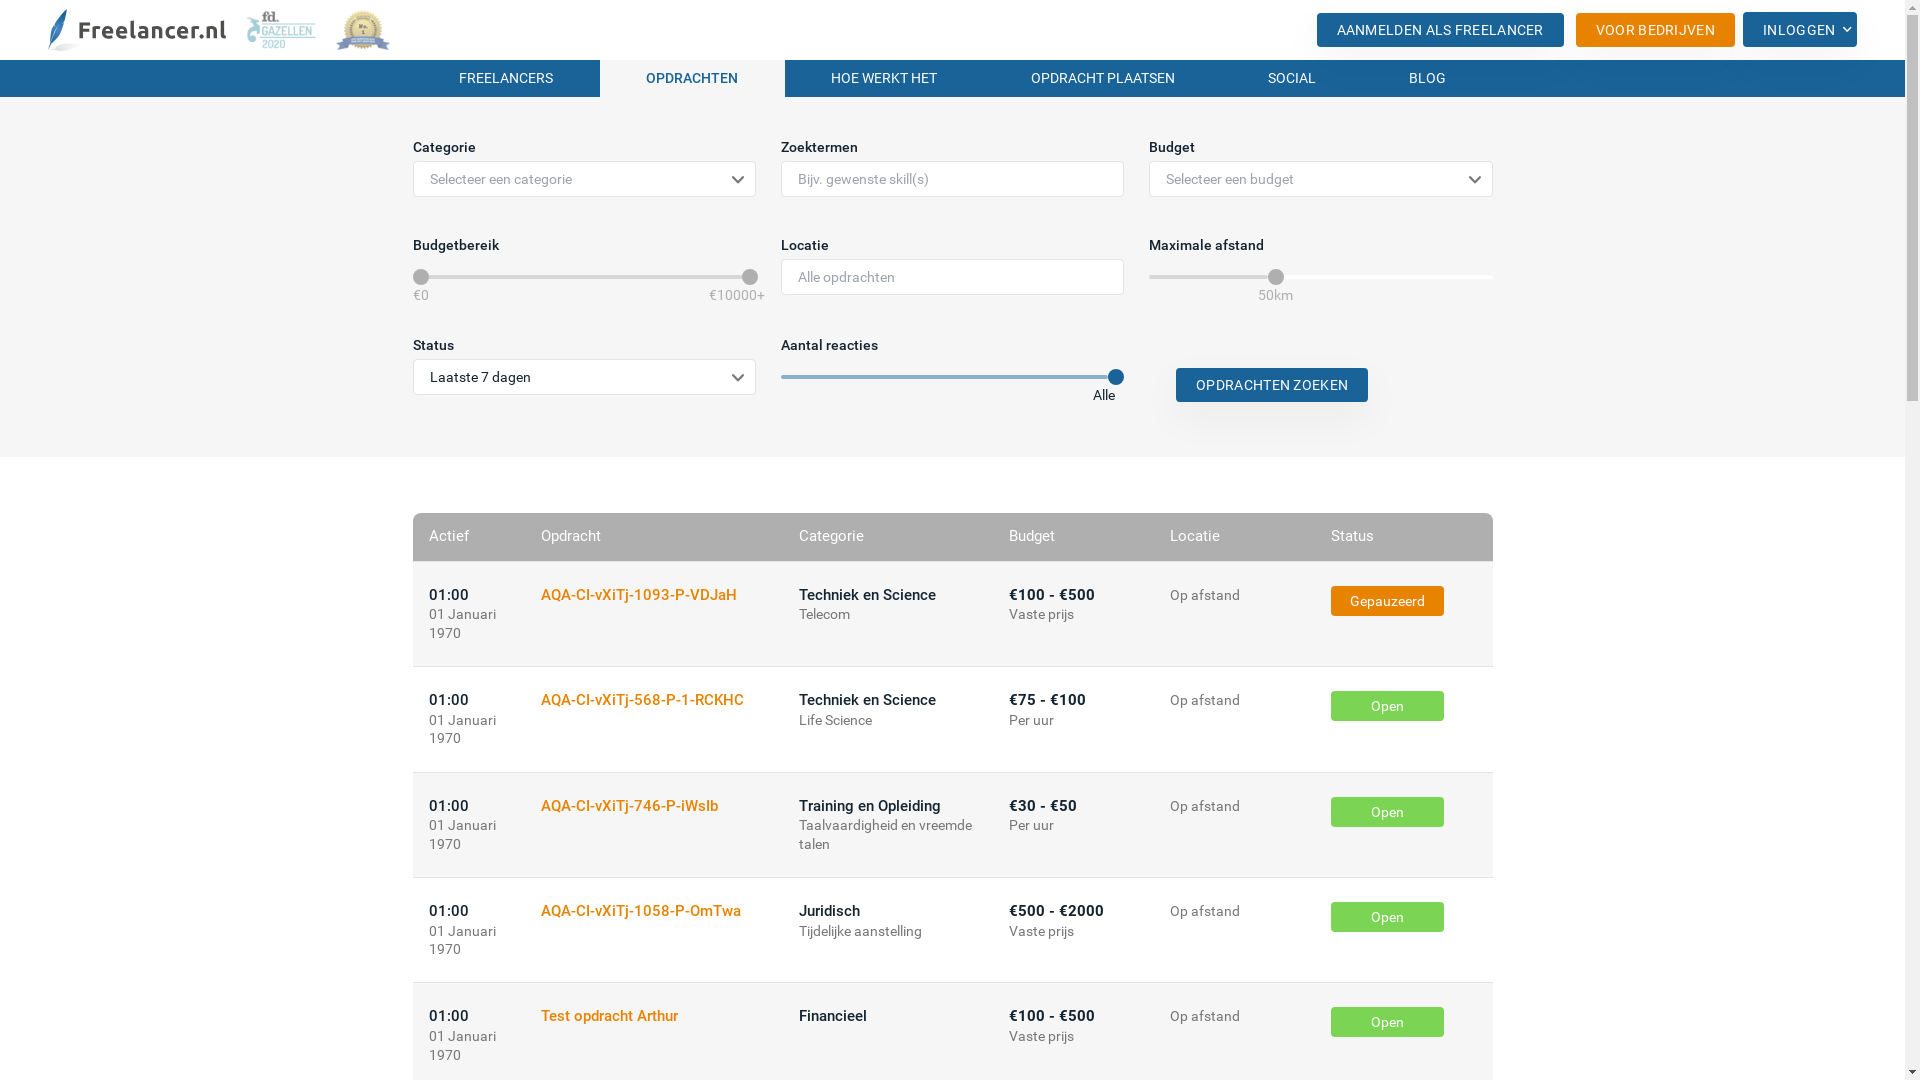 Freelancer.nl
fd.
GAZELLEN
2020
No.
1
AANMELDEN ALS FREELANCER
VOOR BEDRIJVEN
INLOGGEN
FREELANCERS
OPDRACHTEN
HOE WERKT HET
OPDRACHT PLAATSEN
SOCIAL
BLOG
Categorie
Zoektermen
Budget
Selecteer een categorie
Bijv. gewenste skill(s)
Selecteer een budget
Budgetbereik
Locatie
Maximale afstand
Alle opdrachten
€0
€10000+
50km
Status
Aantal reacties
Laatste 7 dagen
Alle
OPDRACHTEN ZOEKEN
Actief
Opdracht
Categorie
Budget
Locatie
Status
01:00
01 Januari
1970
AQA-CI-vXiTj-1093-P-VDJaH
Techniek en Science
Telecom
€100 - €500
Vaste prijs
Op afstand
Gepauzeerd
01:00
01 Januari
1970
AQA-CI-vXiTj-568-P-1-RCKHC
Techniek en Science
Life Science
€75 - €100
Per uur
Op afstand
Open
01:00
01 Januari
1970
AQA-CI-vXiTj-746-P-iWsIb
Training en Opleiding
Taalvaardigheid en vreemde
talen
€30 - €50
Per uur
Op afstand
Open
01:00
01 Januari
1970
AQA-CI-vXiTj-1058-P-OmTwa
Juridisch
Tijdelijke aanstelling
€500 - €2000
Vaste prijs
Op afstand
Open
01:00
01 Januari
1970
Test opdracht Arthur
Financieel
€100 - €500
Vaste prijs
Op afstand
Open